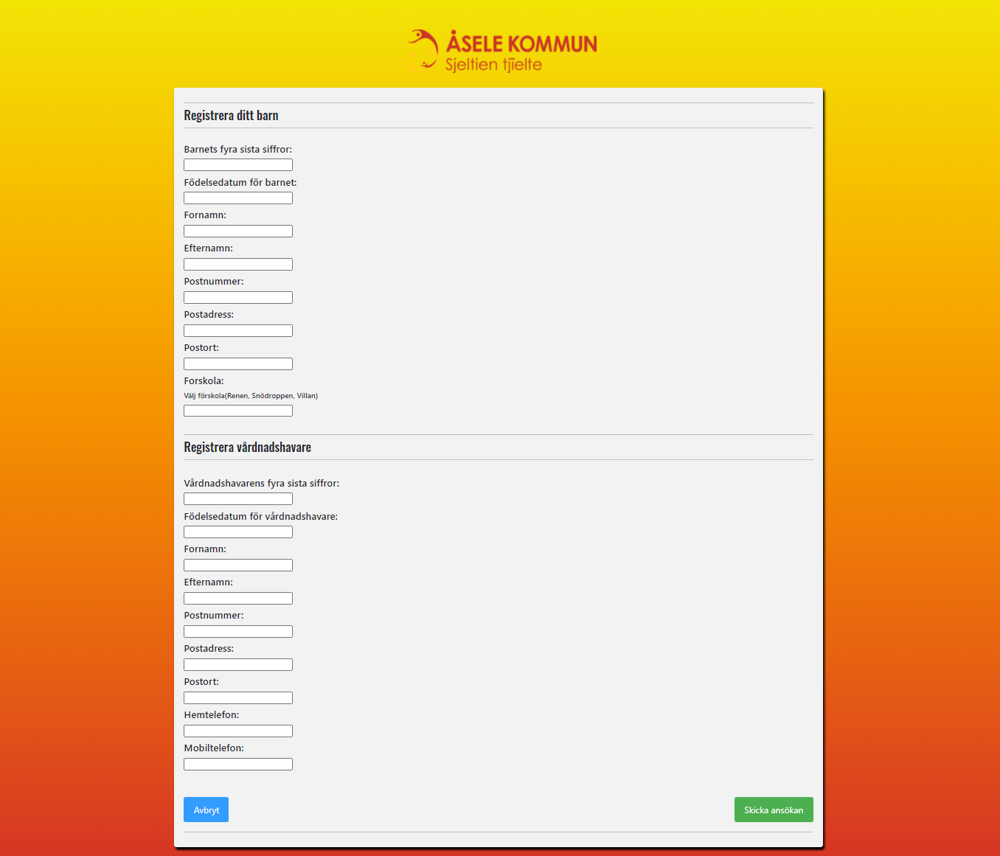 ÅSELE KOMMUN
Sjeltien tjïelte
Registrera ditt barn
Barnets fyra sista siffror:
Födelsedatum för barnet:
Fornamn:
Efternamn:
Postnummer:
Postadress:
Postort:
Forskola:
Välj förskola(Renen, Snödroppen, Villan)
Registrera vårdnadshavare
Vårdnadshavarens fyra sista siffror:
Födelsedatum för vårdnadshavare:
Fornamn:
Efternamn:
Postnummer:
Postadress:
Postort:
Hemtelefon:
Mobiltelefon:
Avbryt
Skicka ansökan